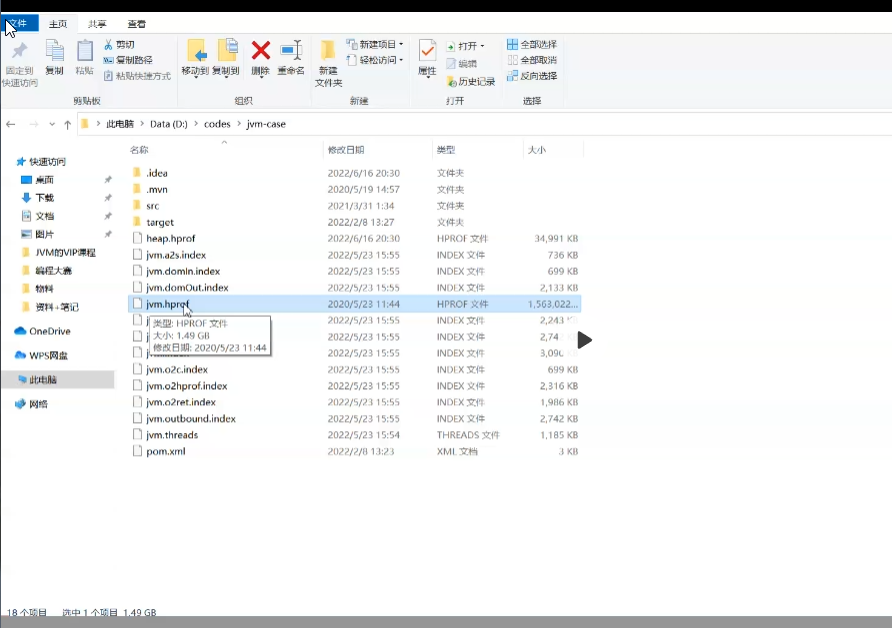 文件 主页 共享 查看
固定到快速访问 复制 粘贴 剪切 复制路径 粘贴快捷方式 移动到 复制到 删除 重命名 新建文件夹 新建项目 轻松访问 属性 打开 编辑 历史记录 全部选择 全部取消 反向选择
剪贴板 组织 新建 打开 选择
此电脑 > Data (D:) > codes > jvm-case
名称 修改日期 类型 大小
快速访问
桌面
下载
文档
图片
JVM的VIP课程
编程大赛
物料
资料+笔记
OneDrive
WPS网盘
此电脑
网络
.idea 2022/6/16 20:30 文件夹
.mvn 2020/5/19 14:57 文件夹
src 2021/3/31 1:34 文件夹
target 2022/2/8 13:27 文件夹
heap.hprof 2022/6/16 20:30 HPROF 文件 34,991 KB
jvm.a2s.index 2022/5/23 15:55 INDEX 文件 736 KB
jvm.domIn.index 2022/5/23 15:55 INDEX 文件 699 KB
jvm.domOut.index 2022/5/23 15:55 INDEX 文件 2,133 KB
jvm.hprof 2020/5/23 11:44 HPROF 文件 1,563,022...
2022/5/23 15:55 INDEX 文件 2,243
2022/5/23 15:55 INDEX 文件
2022/5/23 15:55 INDEX 文件
类型: HPROF 文件
大小: 1.49 GB
修改日期: 2020/5/23 11:44
jvm.o2c.index 2022/5/23 15:55 INDEX 文件 699 KB
jvm.o2hprof.index 2022/5/23 15:55 INDEX 文件 2,316 KB
jvm.o2ret.index 2022/5/23 15:55 INDEX 文件 1,986 KB
jvm.outbound.index 2022/5/23 15:55 INDEX 文件 2,742 KB
jvm.threads 2022/5/23 15:54 THREADS 文件 1,185 KB
pom.xml 2022/2/8 13:23 XML 文档 3 KB
18 个项目 选中 1 个项目 1.49 GB